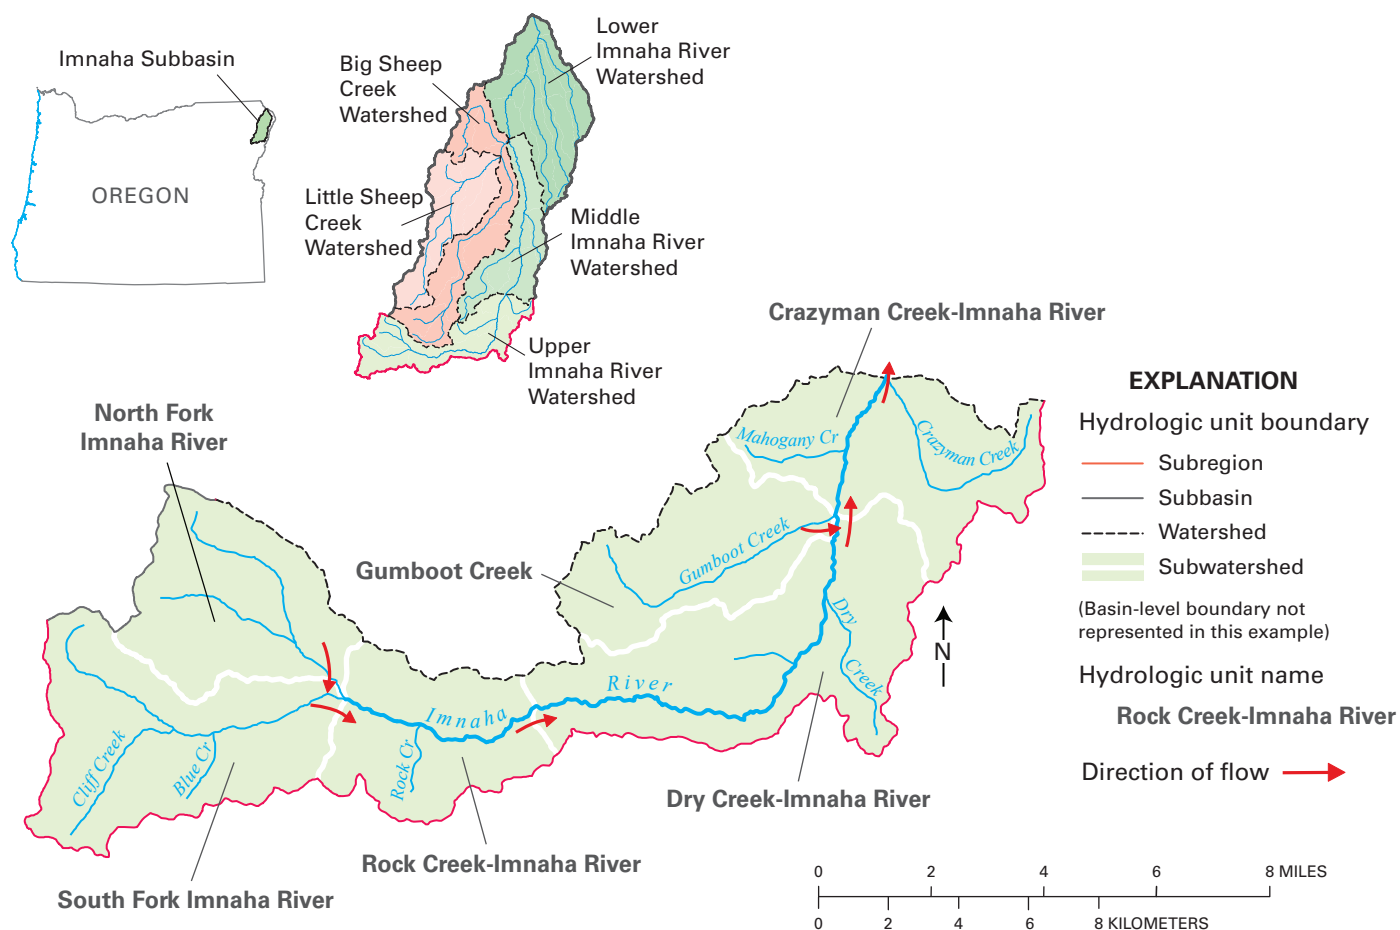 Imnaha Subbasin
OREGON
Big Sheep
Creek
Watershed
Lower
Imnaha River
Watershed
Little Sheep
Creek
Watershed
Middle
Imnaha River
Watershed
Upper
Imnaha River
Watershed
Crazyman Creek-Imnaha River
North Fork
Imnaha River
Gumboot Creek
Mahogany Cr
Crazyman Creek
Gumboot Creek
Dry
Creek
River
Imnaha
Rock Cr
Blue Cr
Cliff Creek
Dry Creek-Imnaha River
Rock Creek-Imnaha River
South Fork Imnaha River
N
EXPLANATION
Hydrologic unit boundary
Subregion
Subbasin
Watershed
Subwatershed
(Basin-level boundary not
represented in this example)
Hydrologic unit name
Rock Creek-Imnaha River
Direction of flow
0 2 4 6 8 MILES
0 2 4 6 8 KILOMETERS